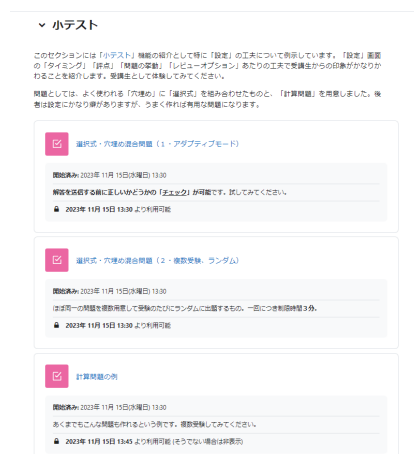 小テスト
このセクションには「小テスト」機能の紹介として特に「設定」の工夫について例示しています。「設定」画面
の「タイミング」「評点」「問題の挙動」「レビューオプション」あたりの工夫で受講生からの印象がかなりか
わることを紹介します。受講生として体験してみてください。
問題としては、よく使われる「穴埋め」に「選択式」を組み合わせたものと、「計算問題」を用意しました。後
者は設定にかなり癖がありますが、うまく作れば有用な問題になります。
選択式・穴埋め混合問題（1・アダプティブモード）
開始済み: 2023年 11月 15日(水曜日) 13:30
解答を送信する前に正しいかどうかの「チェック」が可能です。試してみてください。
2023年 11月 15日 13:30 より利用可能
選択式・穴埋め混合問題（2・複数受験、ランダム）
開始済み: 2023年 11月 15日(水曜日) 13:30
ほぼ同一の問題を複数用意して受験のたびにランダムに出題するもの。一回につき制限時間3分。
2023年 11月 15日 13:30 より利用可能
計算問題の例
開始済み: 2023年 11月 15日(水曜日) 13:30
あくまでもこんな問題も作れるという例です。複数受験してみてください。
2023年 11月 15日 13:45 より利用可能 (そうでない場合は非表示)